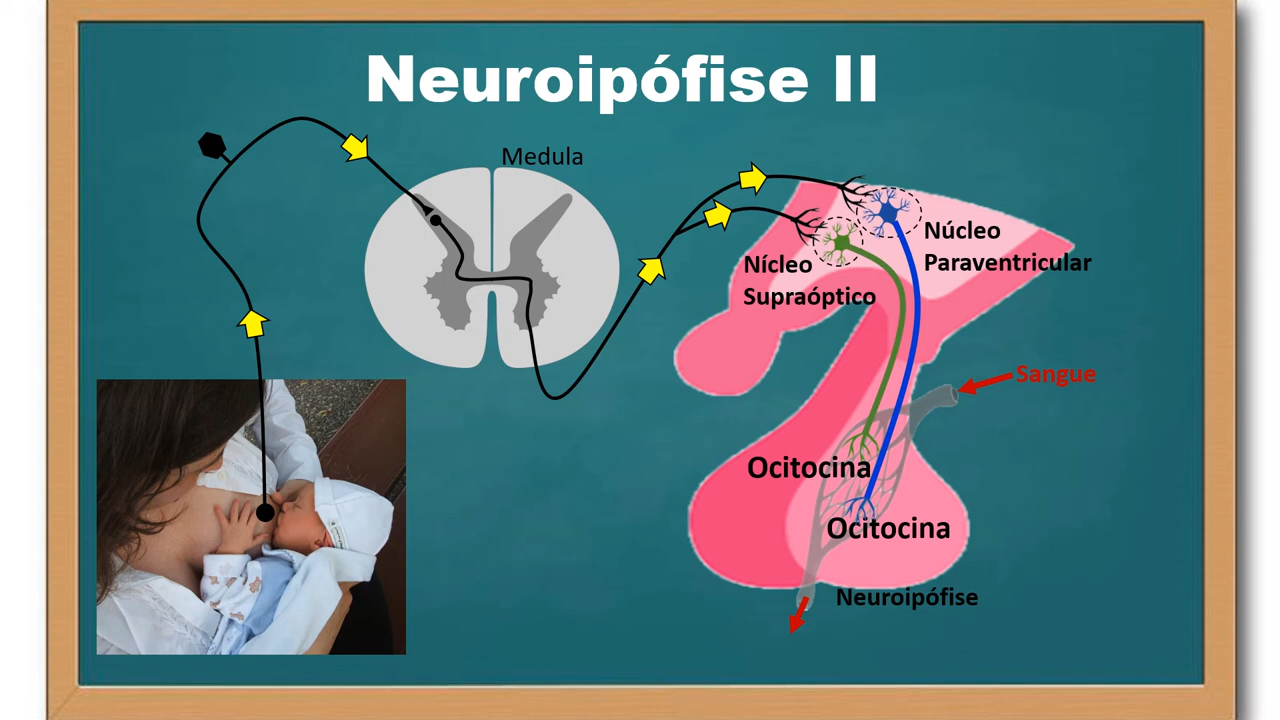 Neuroipófise II
Medula
Núcleo
Paraventricular
Nícleo
Supraóptico
Sangue
Ocitocina
Ocitocina
Neuroipófise